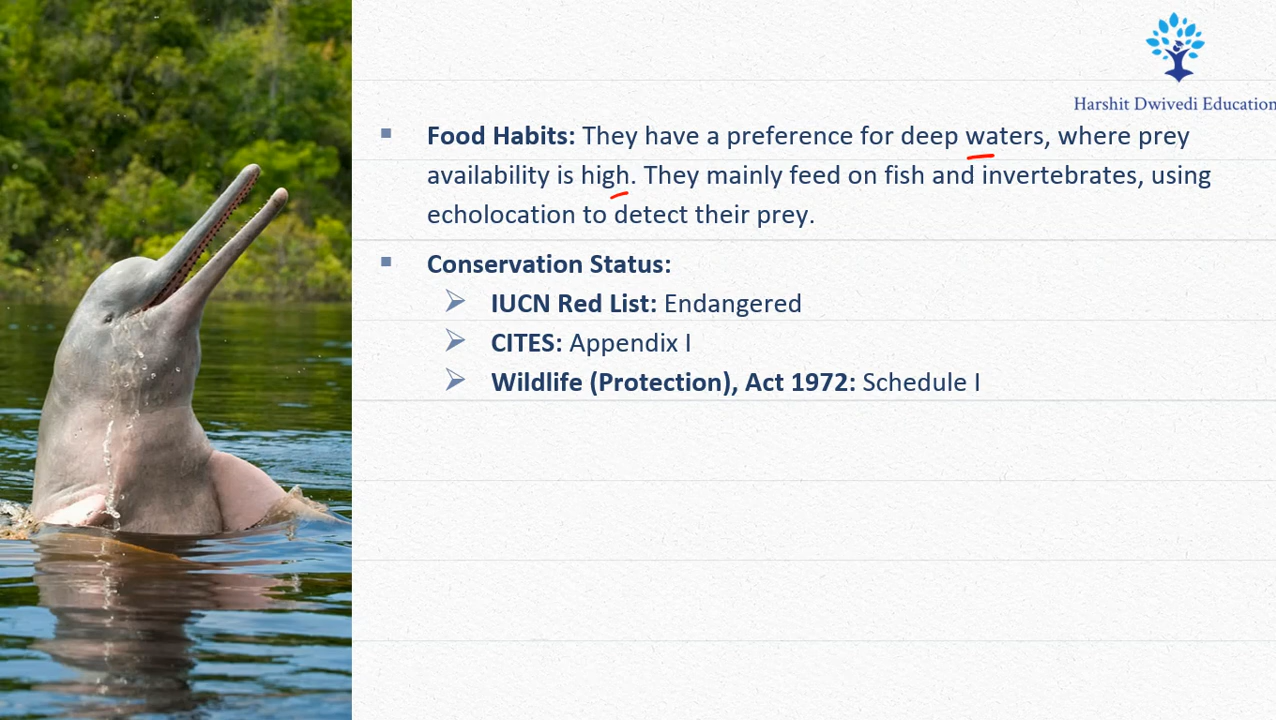 Harshit Dwivedi Education
Food Habits: They have a preference for deep waters, where prey
availability is high. They mainly feed on fish and invertebrates, using
echolocation to detect their prey.
Conservation Status:
IUCN Red List: Endangered
CITES: Appendix I
Wildlife (Protection), Act 1972: Schedule I